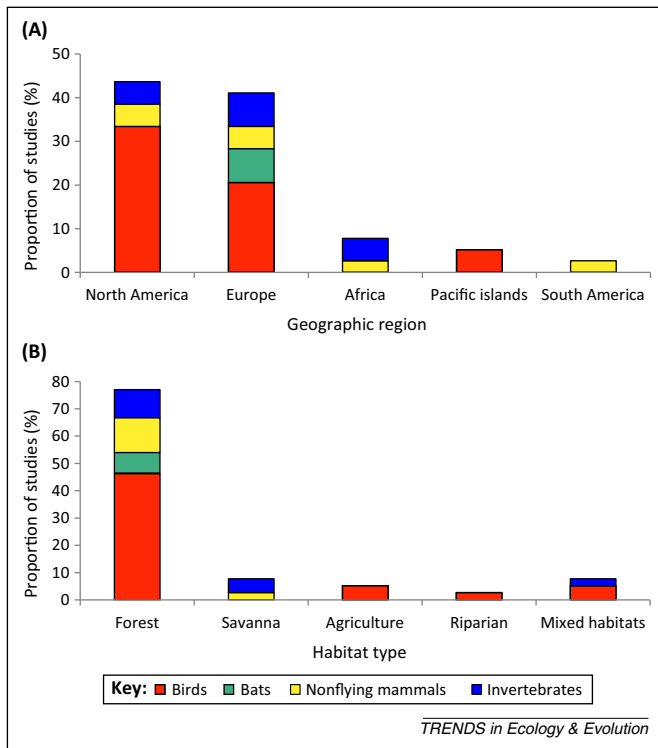 (A)
Proportion of studies (%)
50
40
30
20
10
0
North America Europe Africa Pacific islands South America
Geographic region
(B)
Proportion of studies (%)
80
70
60
50
40
30
20
10
0
Forest Savanna Agriculture Riparian Mixed habitats
Habitat type
Key: Birds Bats Nonflying mammals Invertebrates
TRENDS in Ecology & Evolution